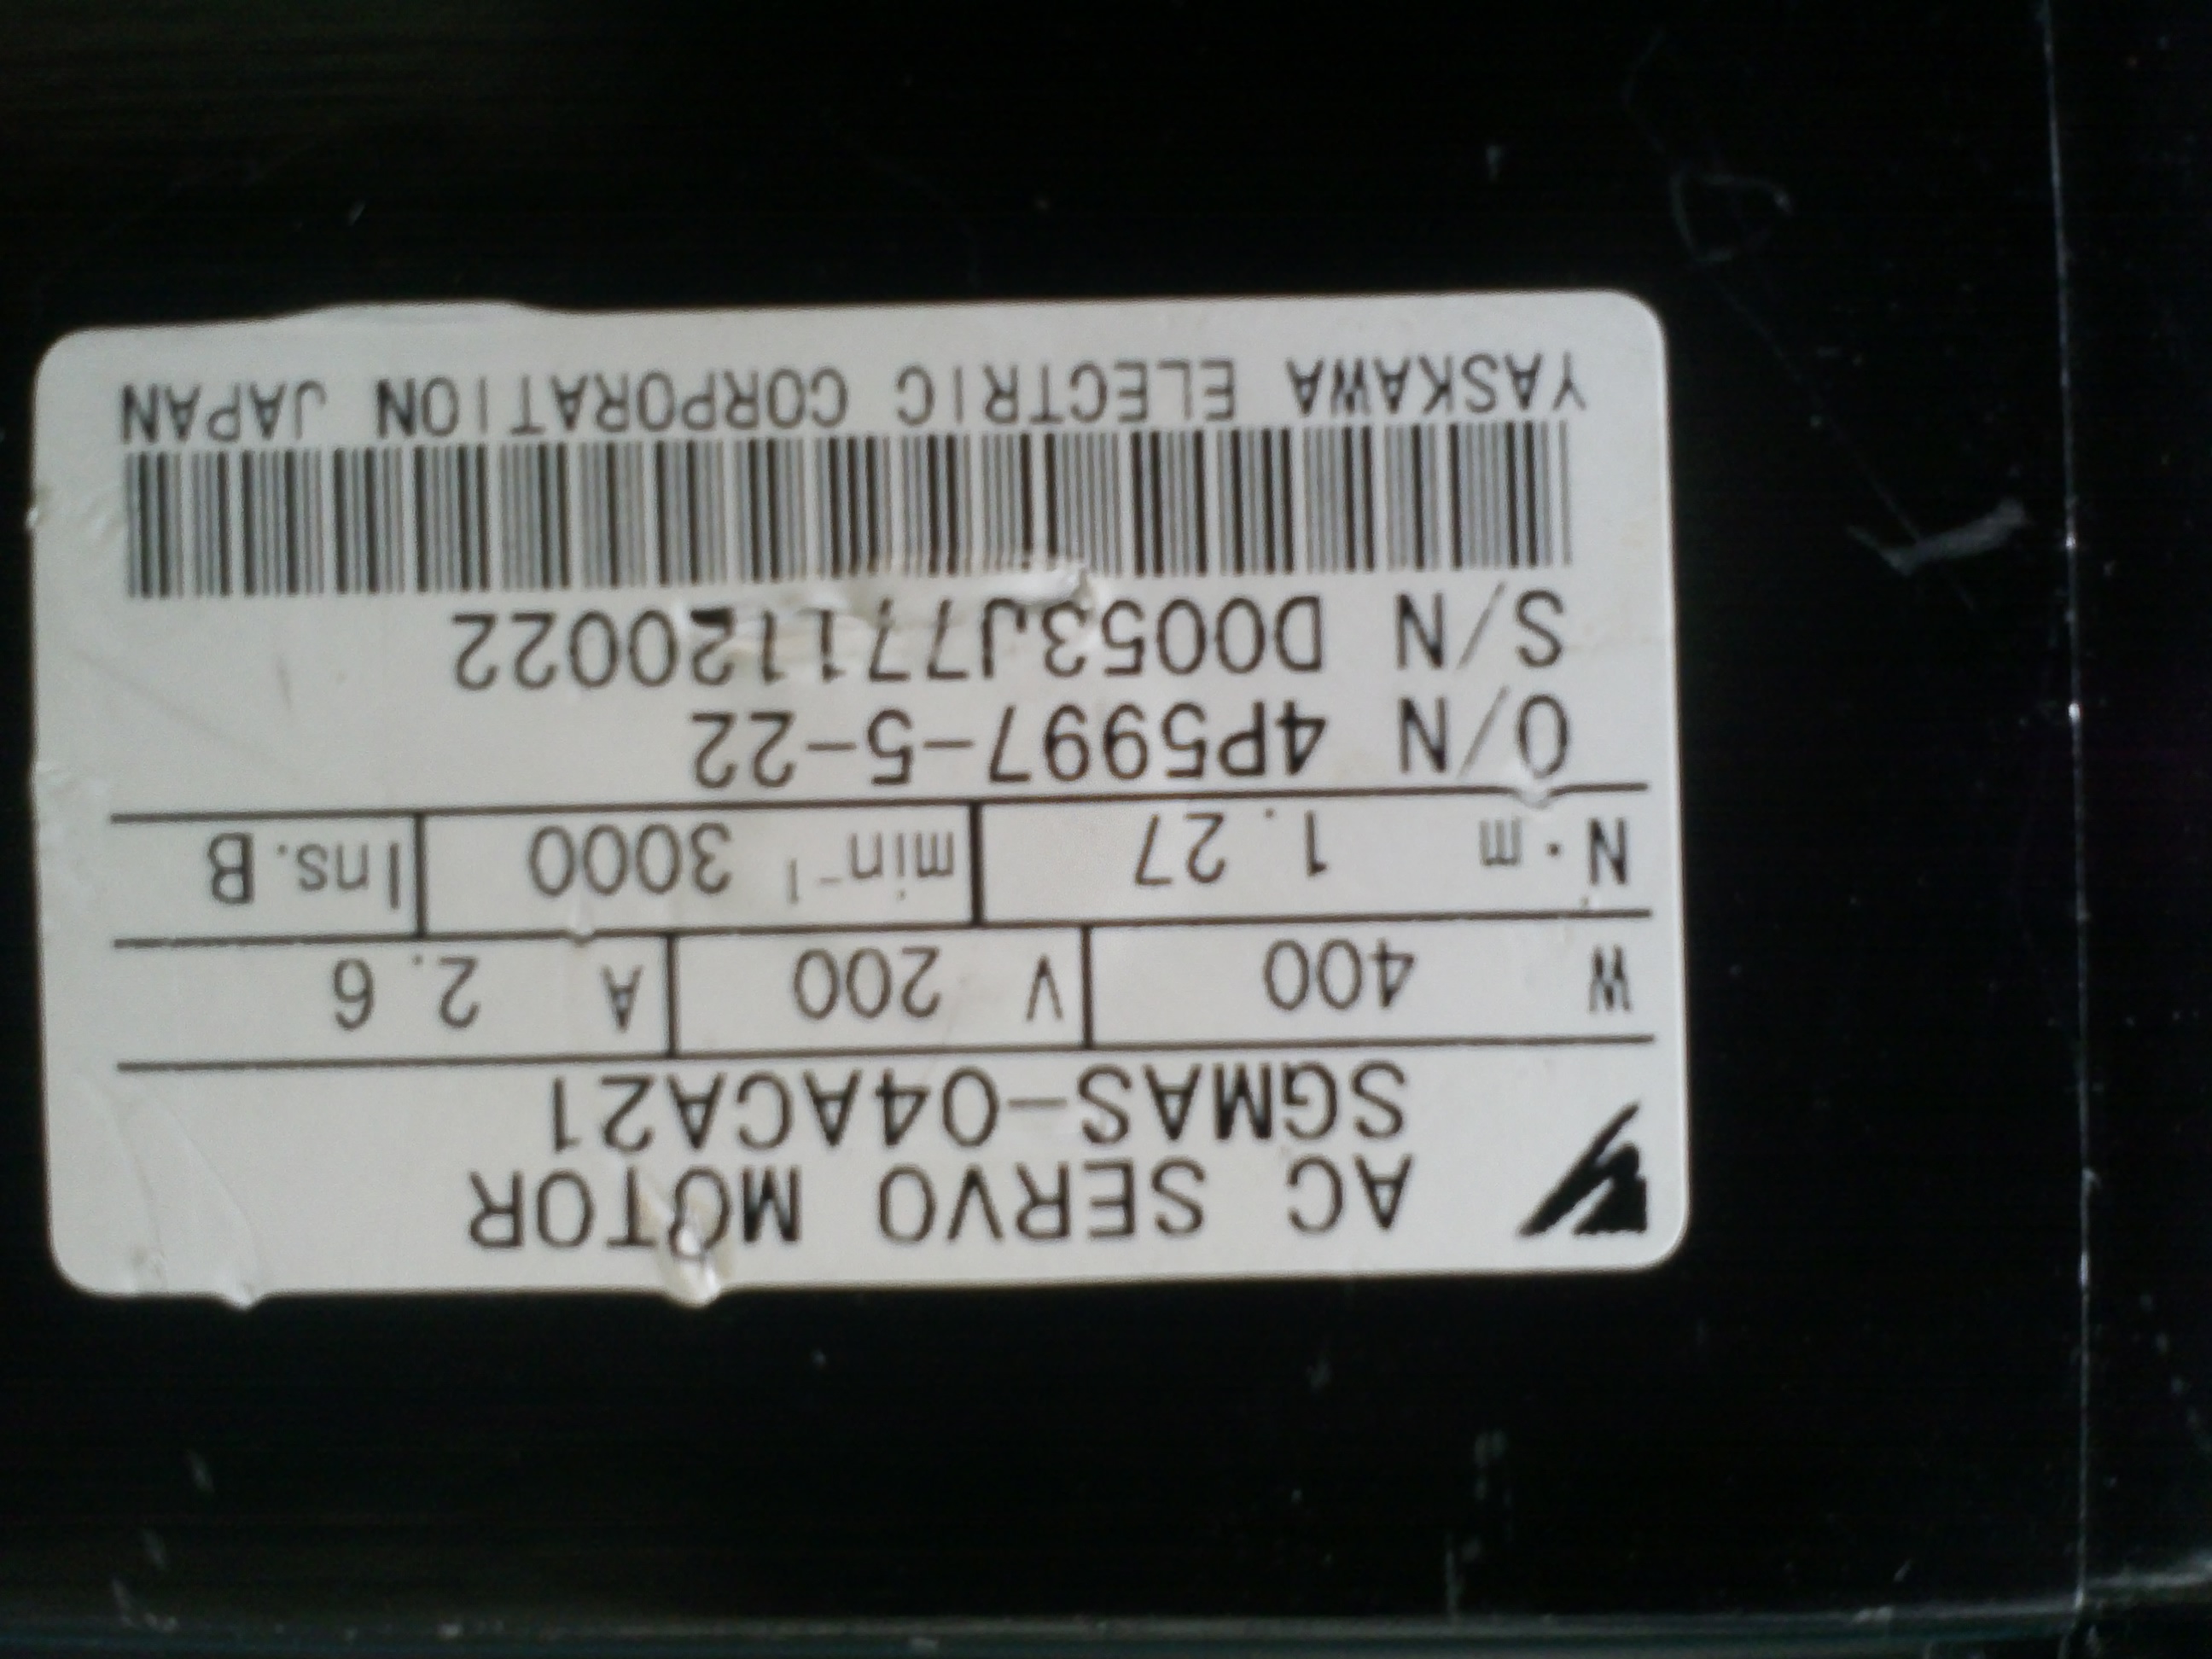 AC SERVO MOTOR
SGMAS-04ACA21
W 400 V 200 A 2.6
N·m 1.27 min⁻¹ 3000 Ins.B
O/N 4P5997-5-22
S/N D0053J771120022
YASKAWA ELECTRIC CORPORATION JAPAN